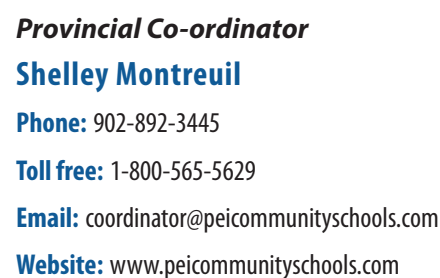 Provincial Co-ordinator
Shelley Montreuil
Phone: 902-892-3445
Toll free: 1-800-565-5629
Email: coordinator@peicommunityschools.com
Website: www.peicommunityschools.com